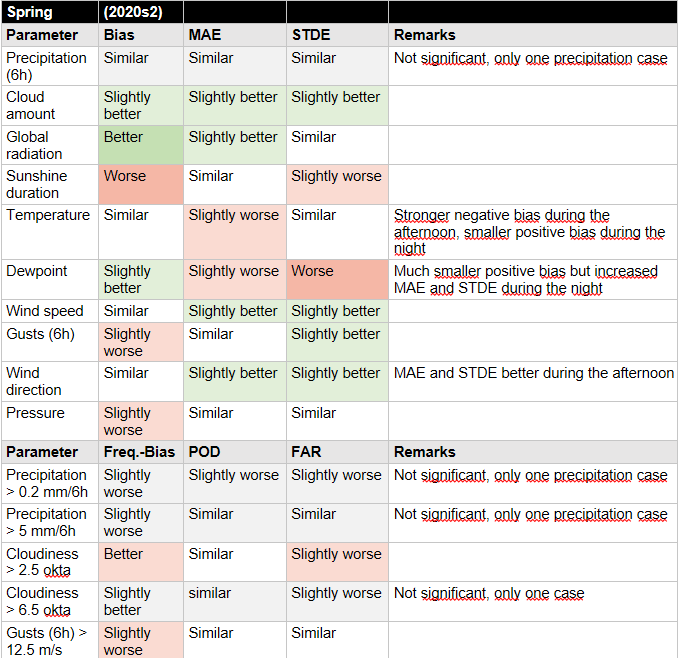 Spring (2020s2)
Parameter Bias MAE STDE Remarks
Precipitation Similar Similar Similar Not significant, only one precipitation case
(6h)
Cloud Slightly Slightly better Slightly better
amount better
Global Better Slightly better Similar
radiation
Sunshine Worse Similar Slightly worse
duration
Temperature Similar Slightly worse Similar Stronger negative bias during the
afternoon, smaller positive bias during the
night
Dewpoint Slightly Slightly worse Worse Much smaller positive bias but increased
better MAE and STDE during the night
Wind speed Similar Slightly better Slightly better
Gusts (6h) Slightly Similar Slightly better
worse
Wind Similar Slightly better Slightly better MAE and STDE better during the afternoon
direction
Pressure Slightly Similar Similar
worse
Parameter Freq.-Bias POD FAR Remarks
Precipitation Slightly Slightly worse Slightly worse Not significant, only one precipitation case
> 0.2 mm/6h worse
Precipitation Slightly Similar Similar Not significant, only one precipitation case
> 5 mm/6h worse
Cloudiness Better Similar Slightly worse
> 2.5 okta
Cloudiness Slightly similar Slightly worse Not significant, only one case
> 6.5 okta better
Gusts (6h) > Slightly Similar Similar
12.5 m/s worse